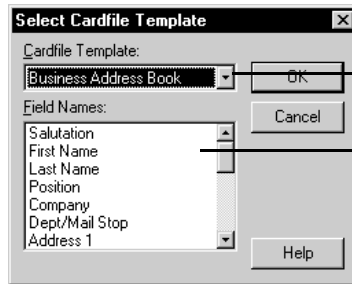 Select Cardfile Template
Cardfile Template:
Business Address Book
OK
Field Names:
Cancel
Salutation
First Name
Last Name
Position
Company
Dept/Mail Stop
Address 1
Help